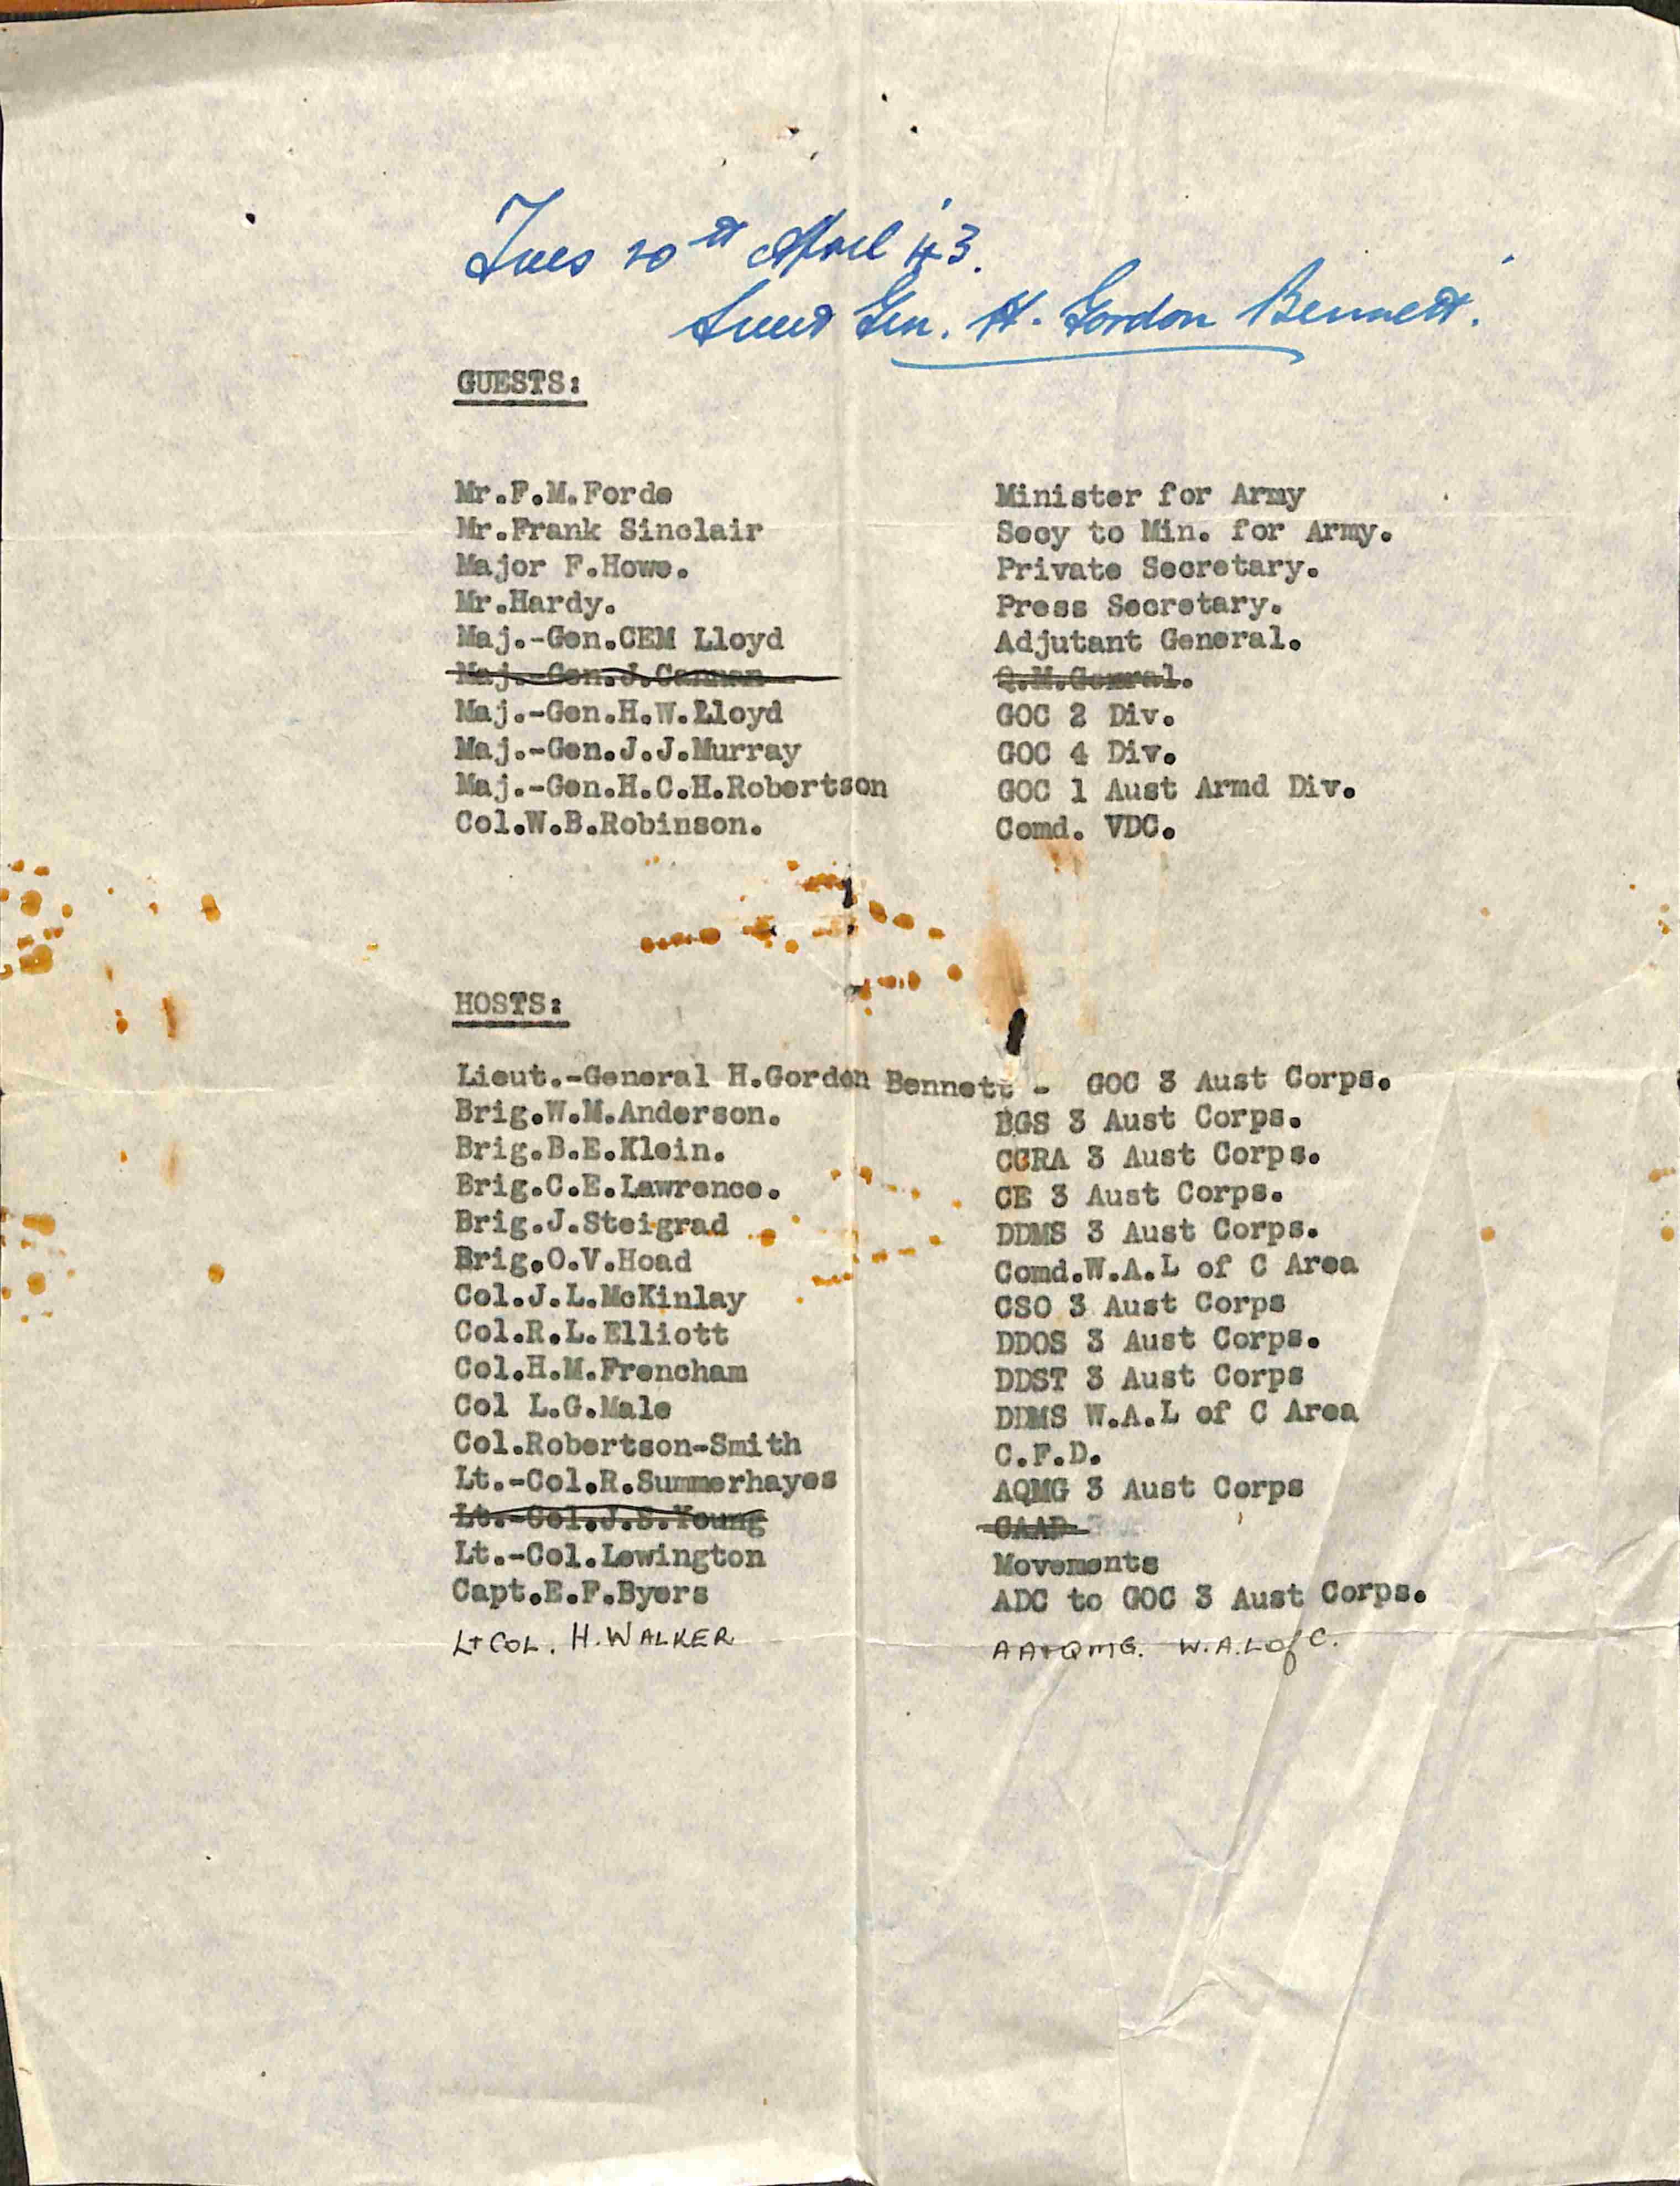 Tues 20th April '43.
Lieut Gen. H. Gordon Bennett.
GUESTS:
Mr.F.M.Forde Minister for Army
Mr.Frank Sinclair Secy to Min. for Army.
Major F.Howe. Private Secretary.
Mr.Hardy. Press Secretary.
Maj.-Gen.CEM Lloyd Adjutant General.
Maj.-Gen.J.Cannan Q.M.Genral.
Maj.-Gen.H.W.Lloyd GOC 2 Div.
Maj.-Gen.J.J.Murray GOC 4 Div.
Maj.-Gen.H.C.H.Robertson GOC 1 Aust Armd Div.
Col.W.B.Robinson. Comd. VDC.
HOSTS:
Lieut.-General H.Gordon Bennett - GOC 3 Aust Corps.
Brig.W.M.Anderson. BGS 3 Aust Corps.
Brig.B.E.Klein. CCRA 3 Aust Corps.
Brig.C.E.Lawrence. CE 3 Aust Corps.
Brig.J.Steigrad DDMS 3 Aust Corps.
Brig.O.V.Hoad Comd.W.A.L of C Area
Col.J.L.McKinlay CSO 3 Aust Corps
Col.R.L.Elliott DDOS 3 Aust Corps.
Col.H.M.Frencham DDST 3 Aust Corps
Col L.G.Male DDMS W.A.L of C Area
Col.Robertson-Smith C.F.D.
Lt.-Col.R.Summerhayes AQMG 3 Aust Corps
Lt.-Col.J.S.Young CAAD
Lt.-Col.Lewington Movements
Capt.E.F.Byers ADC to GOC 3 Aust Corps.
Lt COL. H. WALKER AA+QMG. W.A.L of C.